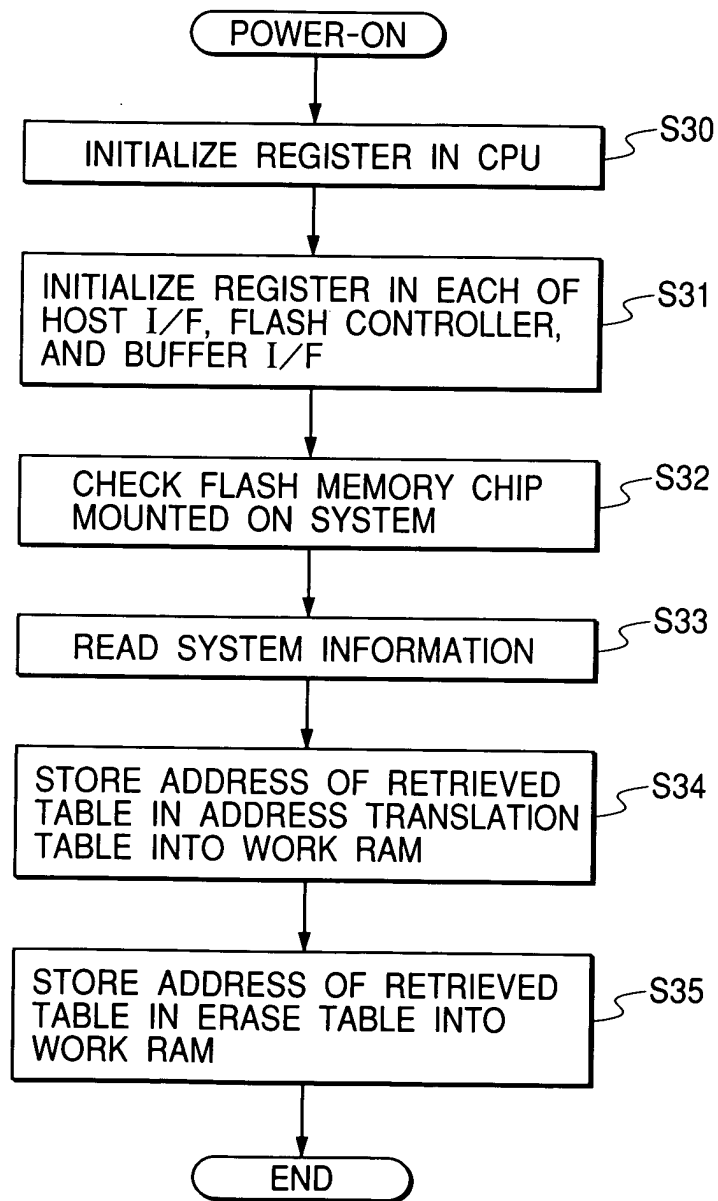 POWER-ON
INITIALIZE REGISTER IN CPU
S30
INITIALIZE REGISTER IN EACH OF
HOST I/F, FLASH CONTROLLER,
AND BUFFER I/F
S31
CHECK FLASH MEMORY CHIP
MOUNTED ON SYSTEM
S32
READ SYSTEM INFORMATION
S33
STORE ADDRESS OF RETRIEVED
TABLE IN ADDRESS TRANSLATION
TABLE INTO WORK RAM
S34
STORE ADDRESS OF RETRIEVED
TABLE IN ERASE TABLE INTO
WORK RAM
S35
END